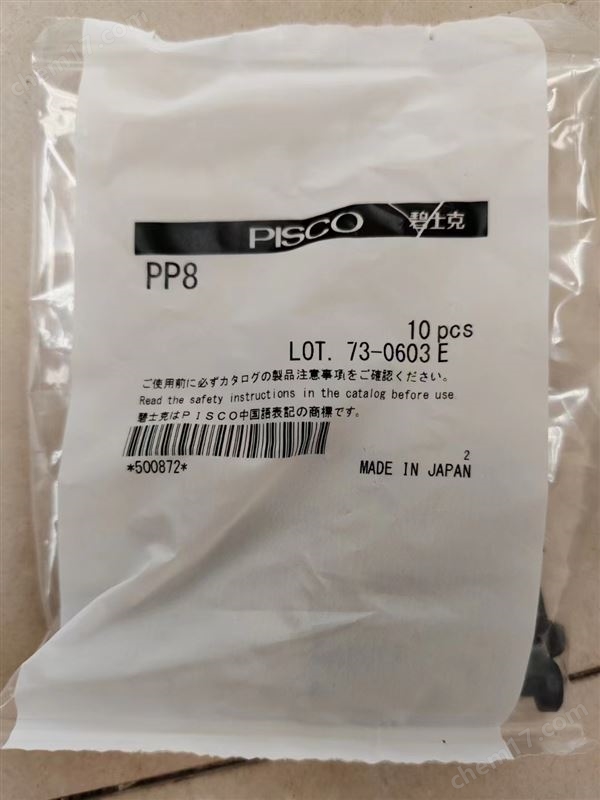 PISCO 碧士克
PP8
10 pcs
LOT. 73-0603 E
ご使用前に必ずカタログの製品注意事項をご確認ください。
Read the safety instructions in the catalog before use
碧士克はPISCO中国語表記の商標です。
2
*500872*
MADE IN JAPAN
chem17.com